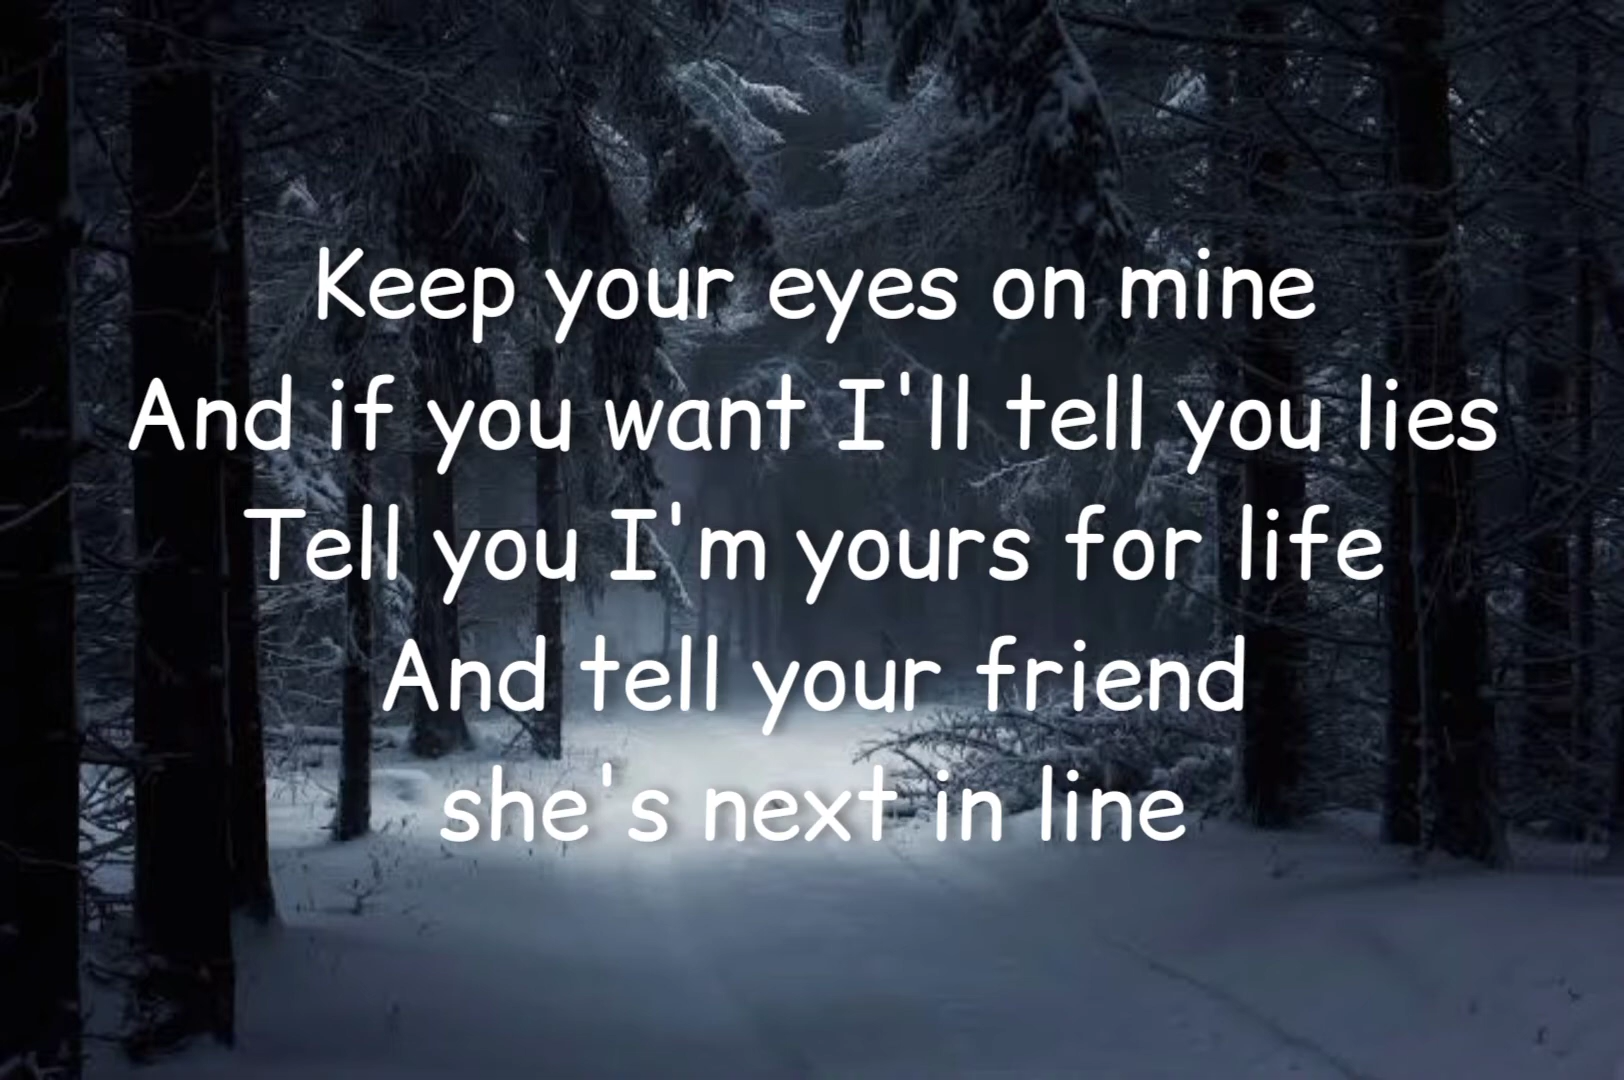 Keep your eyes on mine
And if you want I'll tell you lies
Tell you I'm yours for life
And tell your friend
she's next in line